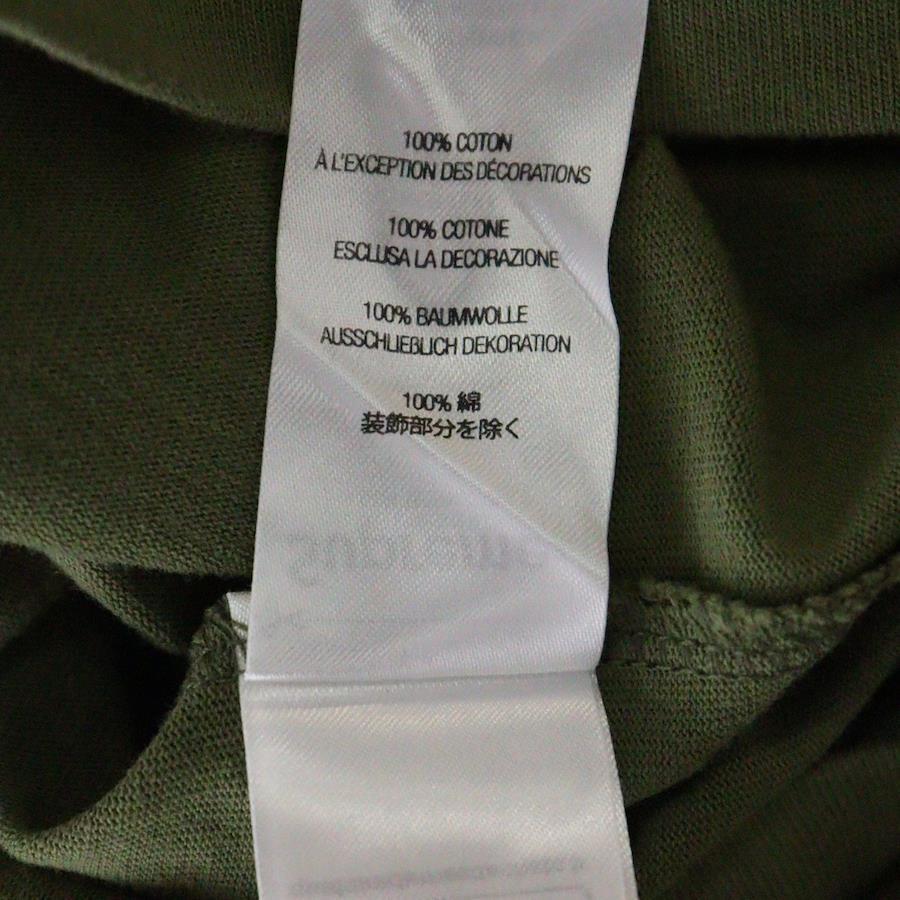 100% COTON
À L'EXCEPTION DES DÉCORATIONS
100% COTONE
ESCLUSA LA DECORAZIONE
100% BAUMWOLLE
AUSSCHLIEßLICH DEKORATION
100% 綿
装飾部分を除く